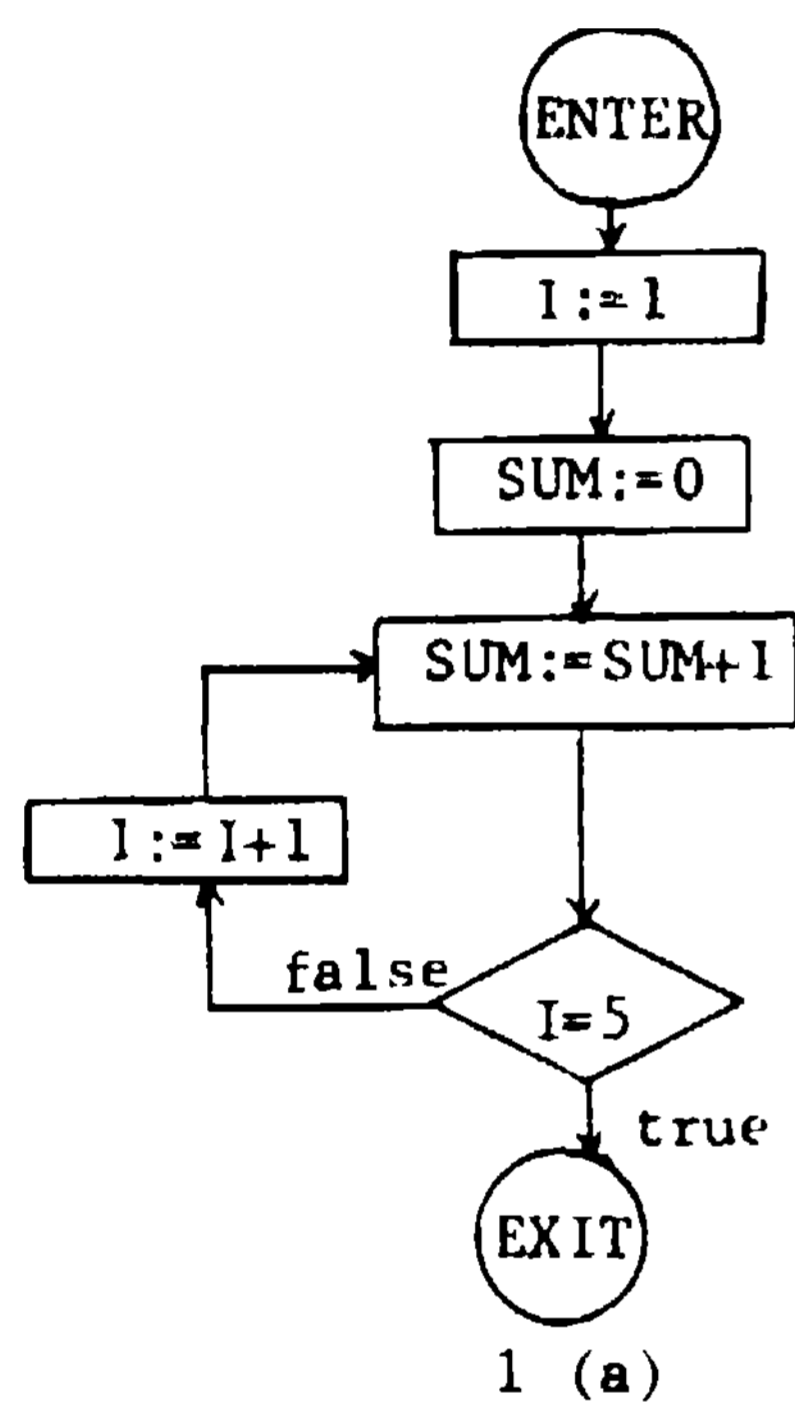 ENTER
I:=1
SUM:=0
SUM:=SUM+1
I:=I+1
false
I=5
true
EXIT
1 (a)